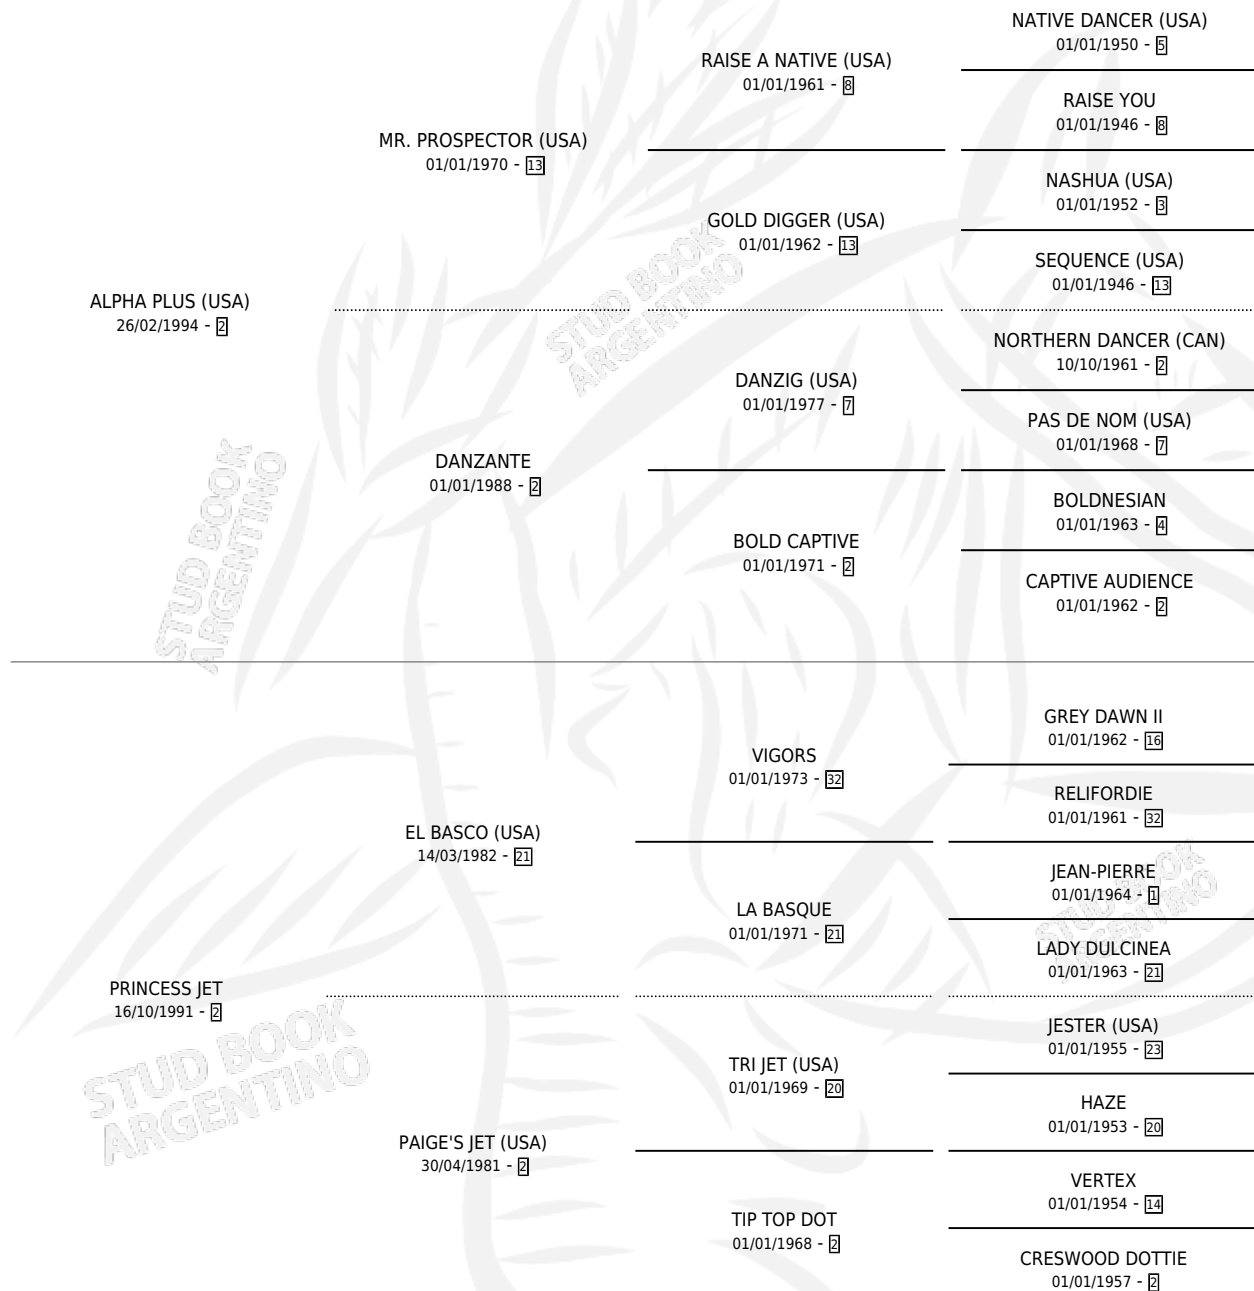 NATIVE DANCER (USA)
01/01/1950 - 5
RAISE A NATIVE (USA)
01/01/1961 - 8
RAISE YOU
01/01/1946 - 8
MR. PROSPECTOR (USA)
01/01/1970 - 13
NASHUA (USA)
01/01/1952 - 3
GOLD DIGGER (USA)
01/01/1962 - 13
SEQUENCE (USA)
01/01/1946 - 13
ALPHA PLUS (USA)
26/02/1994 - 2
STUD BOOK
ARGENTINO
NORTHERN DANCER (CAN)
10/10/1961 - 2
DANZIG (USA)
01/01/1977 - 7
PAS DE NOM (USA)
01/01/1968 - 7
DANZANTE
01/01/1988 - 2
BOLDNESIAN
01/01/1963 - 4
BOLD CAPTIVE
01/01/1971 - 2
CAPTIVE AUDIENCE
01/01/1962 - 2
STUD BOOK
ARGENTINO
GREY DAWN II
01/01/1962 - 16
VIGORS
01/01/1973 - 32
RELIFORDIE
01/01/1961 - 32
EL BASCO (USA)
14/03/1982 - 21
JEAN-PIERRE
01/01/1964 - 1
LA BASQUE
01/01/1971 - 21
LADY DULCINEA
01/01/1963 - 21
STUD BOOK
ARGENTINO
PRINCESS JET
16/10/1991 - 2
JESTER (USA)
01/01/1955 - 23
TRI JET (USA)
01/01/1969 - 20
HAZE
01/01/1953 - 20
STUD BOOK
ARGENTINO
PAIGE'S JET (USA)
30/04/1981 - 2
VERTEX
01/01/1954 - 14
TIP TOP DOT
01/01/1968 - 2
CRESWOOD DOTTIE
01/01/1957 - 2